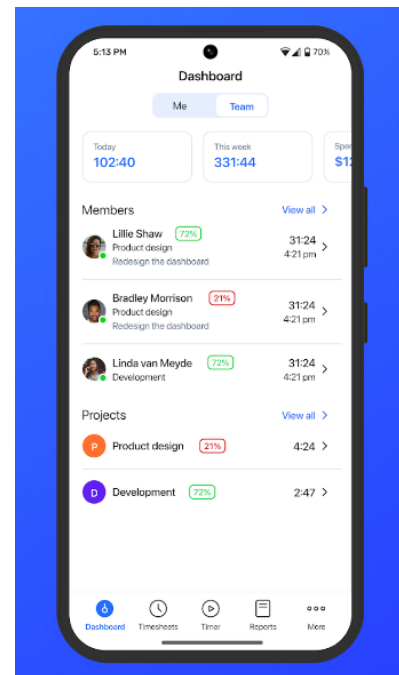 5:13 PM 70%
Dashboard
Me Team
Today This week
102:40 331:44
Members View all >
Lillie Shaw 72%
Product design 31:24 >
Redesign the dashboard 4:21 pm
Bradley Morrison 21%
Product design 31:24 >
Redesign the dashboard 4:21 pm
Linda van Meyde 72% 31:24 >
Development 4:21 pm
Projects View all >
P Product design 21% 4:24 >
D Development 72% 2:47 >
Dashboard Timesheets Timer Reports More